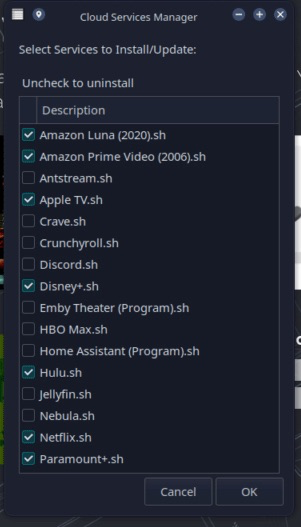 Cloud Services Manager
Select Services to Install/Update:
Uncheck to uninstall
Description
Amazon Luna (2020).sh
Amazon Prime Video (2006).sh
Antstream.sh
Apple TV.sh
Crave.sh
Crunchyroll.sh
Discord.sh
Disney+.sh
Emby Theater (Program).sh
HBO Max.sh
Home Assistant (Program).sh
Hulu.sh
Jellyfin.sh
Nebula.sh
Netflix.sh
Paramount+.sh
Cancel
OK